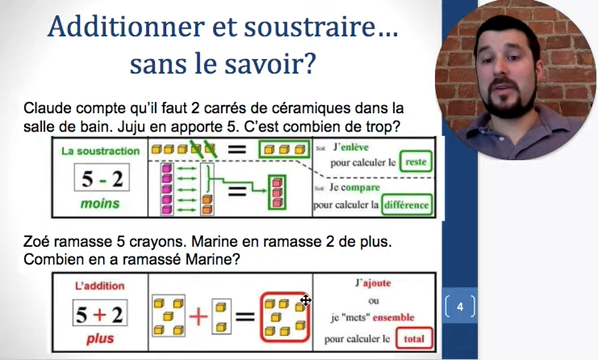 Additionner et soustraire…
sans le savoir?
Claude compte qu'il faut 2 carrés de céramiques dans la
salle de bain. Juju en apporte 5. C'est combien de trop?
La soustraction
5 - 2
moins
=
=
Soit J'enlève
pour calculer le reste
Soit Je compare
pour calculer la différence
Zoé ramasse 5 crayons. Marine en ramasse 2 de plus.
Combien en a ramassé Marine?
L'addition
5 + 2
plus
+ =
J'ajoute
ou
je "mets" ensemble
pour calculer le total
4